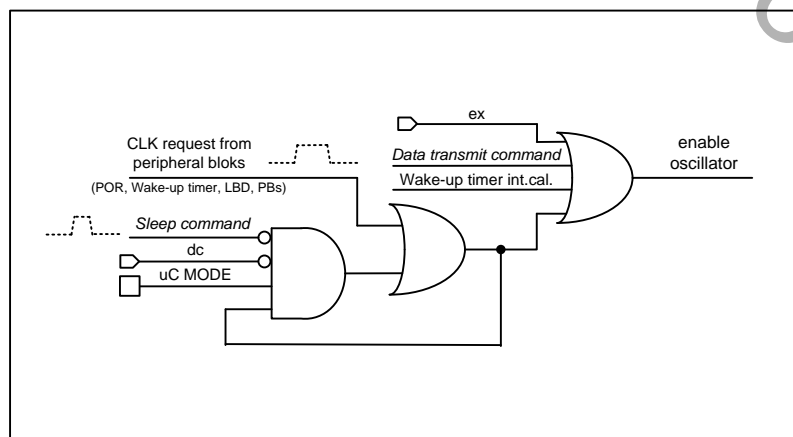 ex
CLK request from
peripheral bloks
(POR, Wake-up timer, LBD, PBs)
Data transmit command
Wake-up timer int.cal.
enable
oscillator
Sleep command
dc
uC MODE